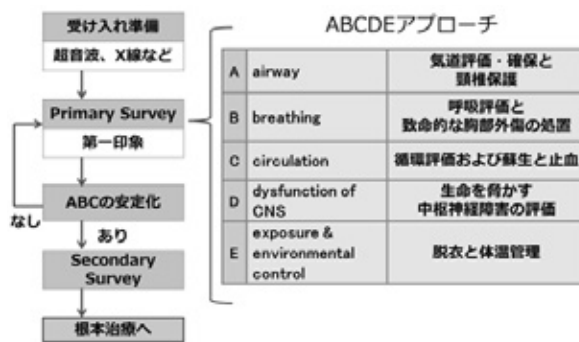 受け入れ準備
超音波、X線など
Primary Survey
第一印象
ABCの安定化
なし
あり
Secondary
Survey
根本治療へ
ABCDEアプローチ
A airway 気道評価・確保と
頸椎保護
B breathing 呼吸評価と
致命的な胸部外傷の処置
C circulation 循環評価および蘇生と止血
D dysfunction of
CNS 生命を脅かす
中枢神経障害の評価
E exposure &
environmental
control 脱衣と体温管理